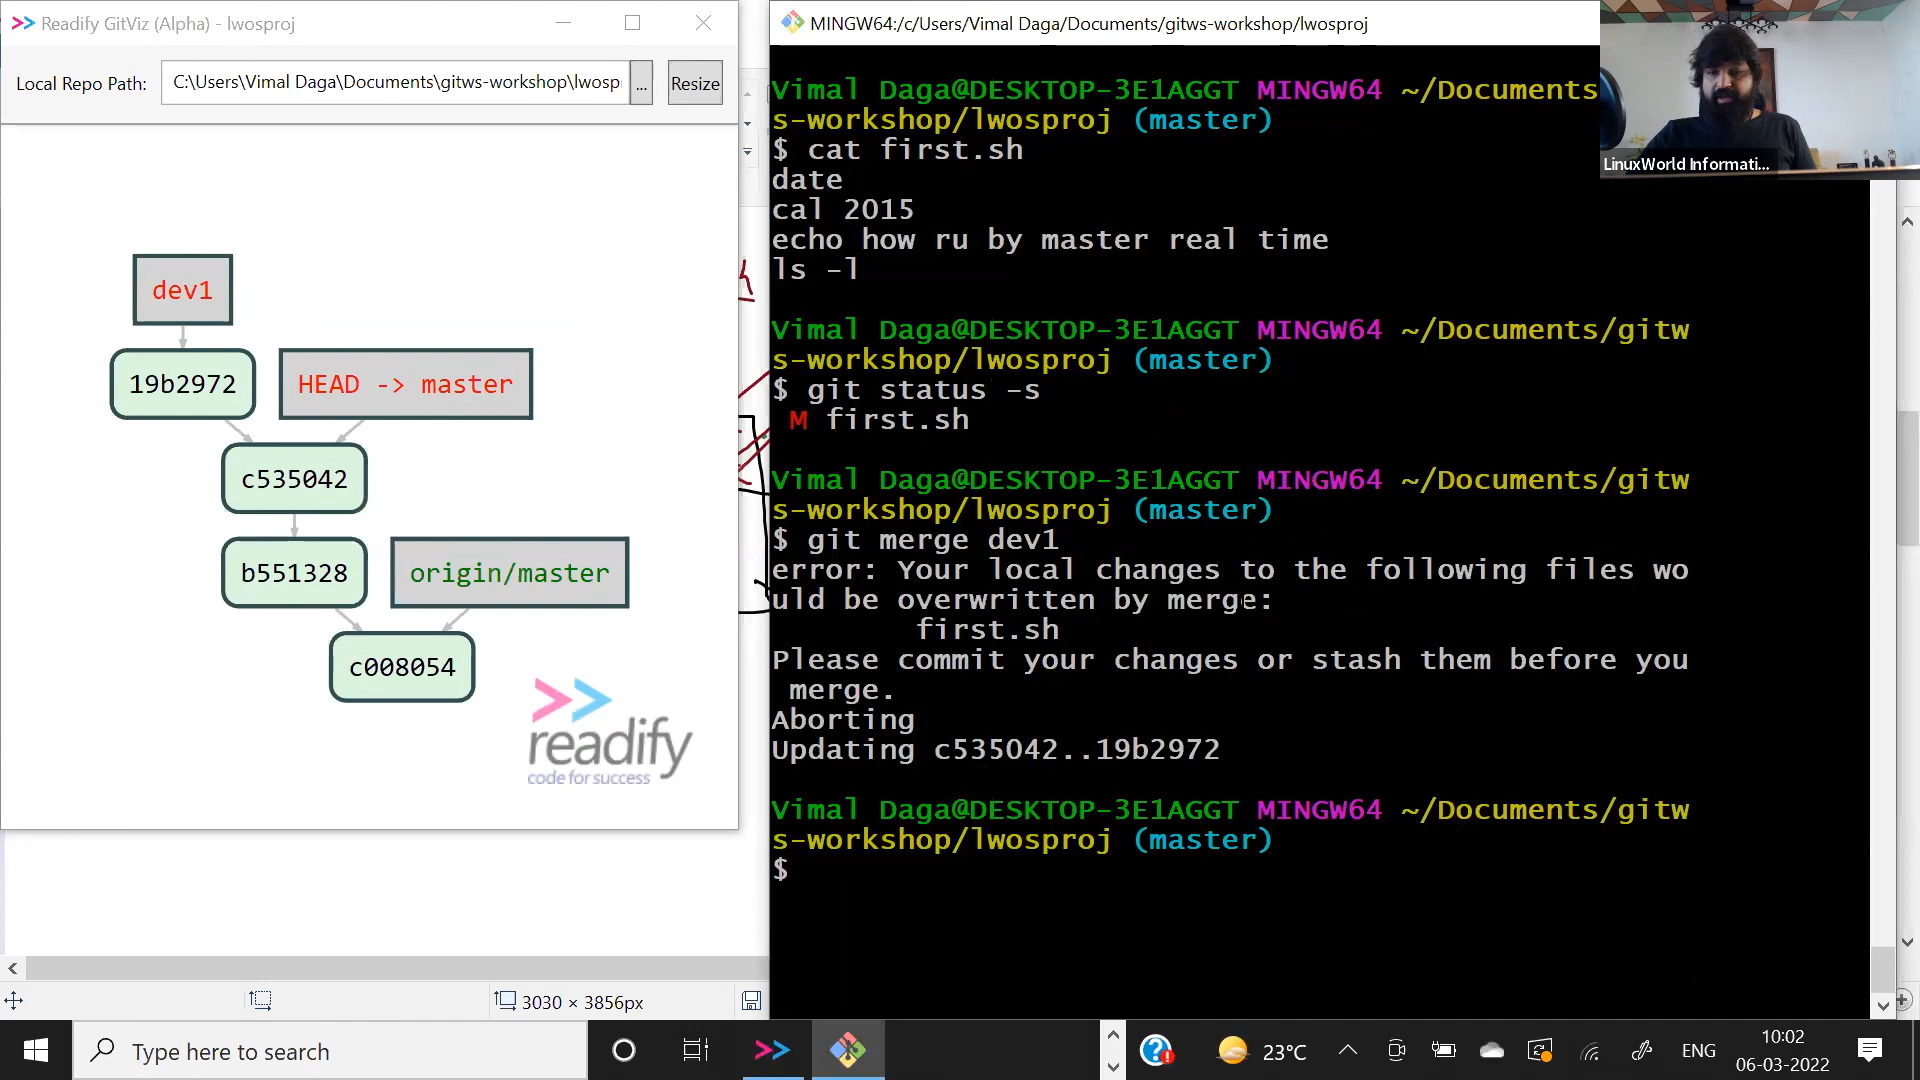 Readify GitViz (Alpha) - lwosproj
Local Repo Path:
C:\Users\Vimal Daga\Documents\gitws-workshop\lwosp
...
Resize
dev1
19b2972
HEAD -> master
c535042
b551328
origin/master
c008054
readify
code for success
3030 × 3856px
MINGW64:/c/Users/Vimal Daga/Documents/gitws-workshop/lwosproj
Vimal Daga@DESKTOP-3E1AGGT MINGW64 ~/Documents
s-workshop/lwosproj (master)
$ cat first.sh
date
cal 2015
echo how ru by master real time
ls -l
Vimal Daga@DESKTOP-3E1AGGT MINGW64 ~/Documents/gitw
s-workshop/lwosproj (master)
$ git status -s
M first.sh
Vimal Daga@DESKTOP-3E1AGGT MINGW64 ~/Documents/gitw
s-workshop/lwosproj (master)
$ git merge dev1
error: Your local changes to the following files wo
uld be overwritten by merge:
first.sh
Please commit your changes or stash them before you
merge.
Aborting
Updating c535042..19b2972
Vimal Daga@DESKTOP-3E1AGGT MINGW64 ~/Documents/gitw
s-workshop/lwosproj (master)
$
LinuxWorld Informati...
Type here to search
23°C
ENG
10:02
06-03-2022